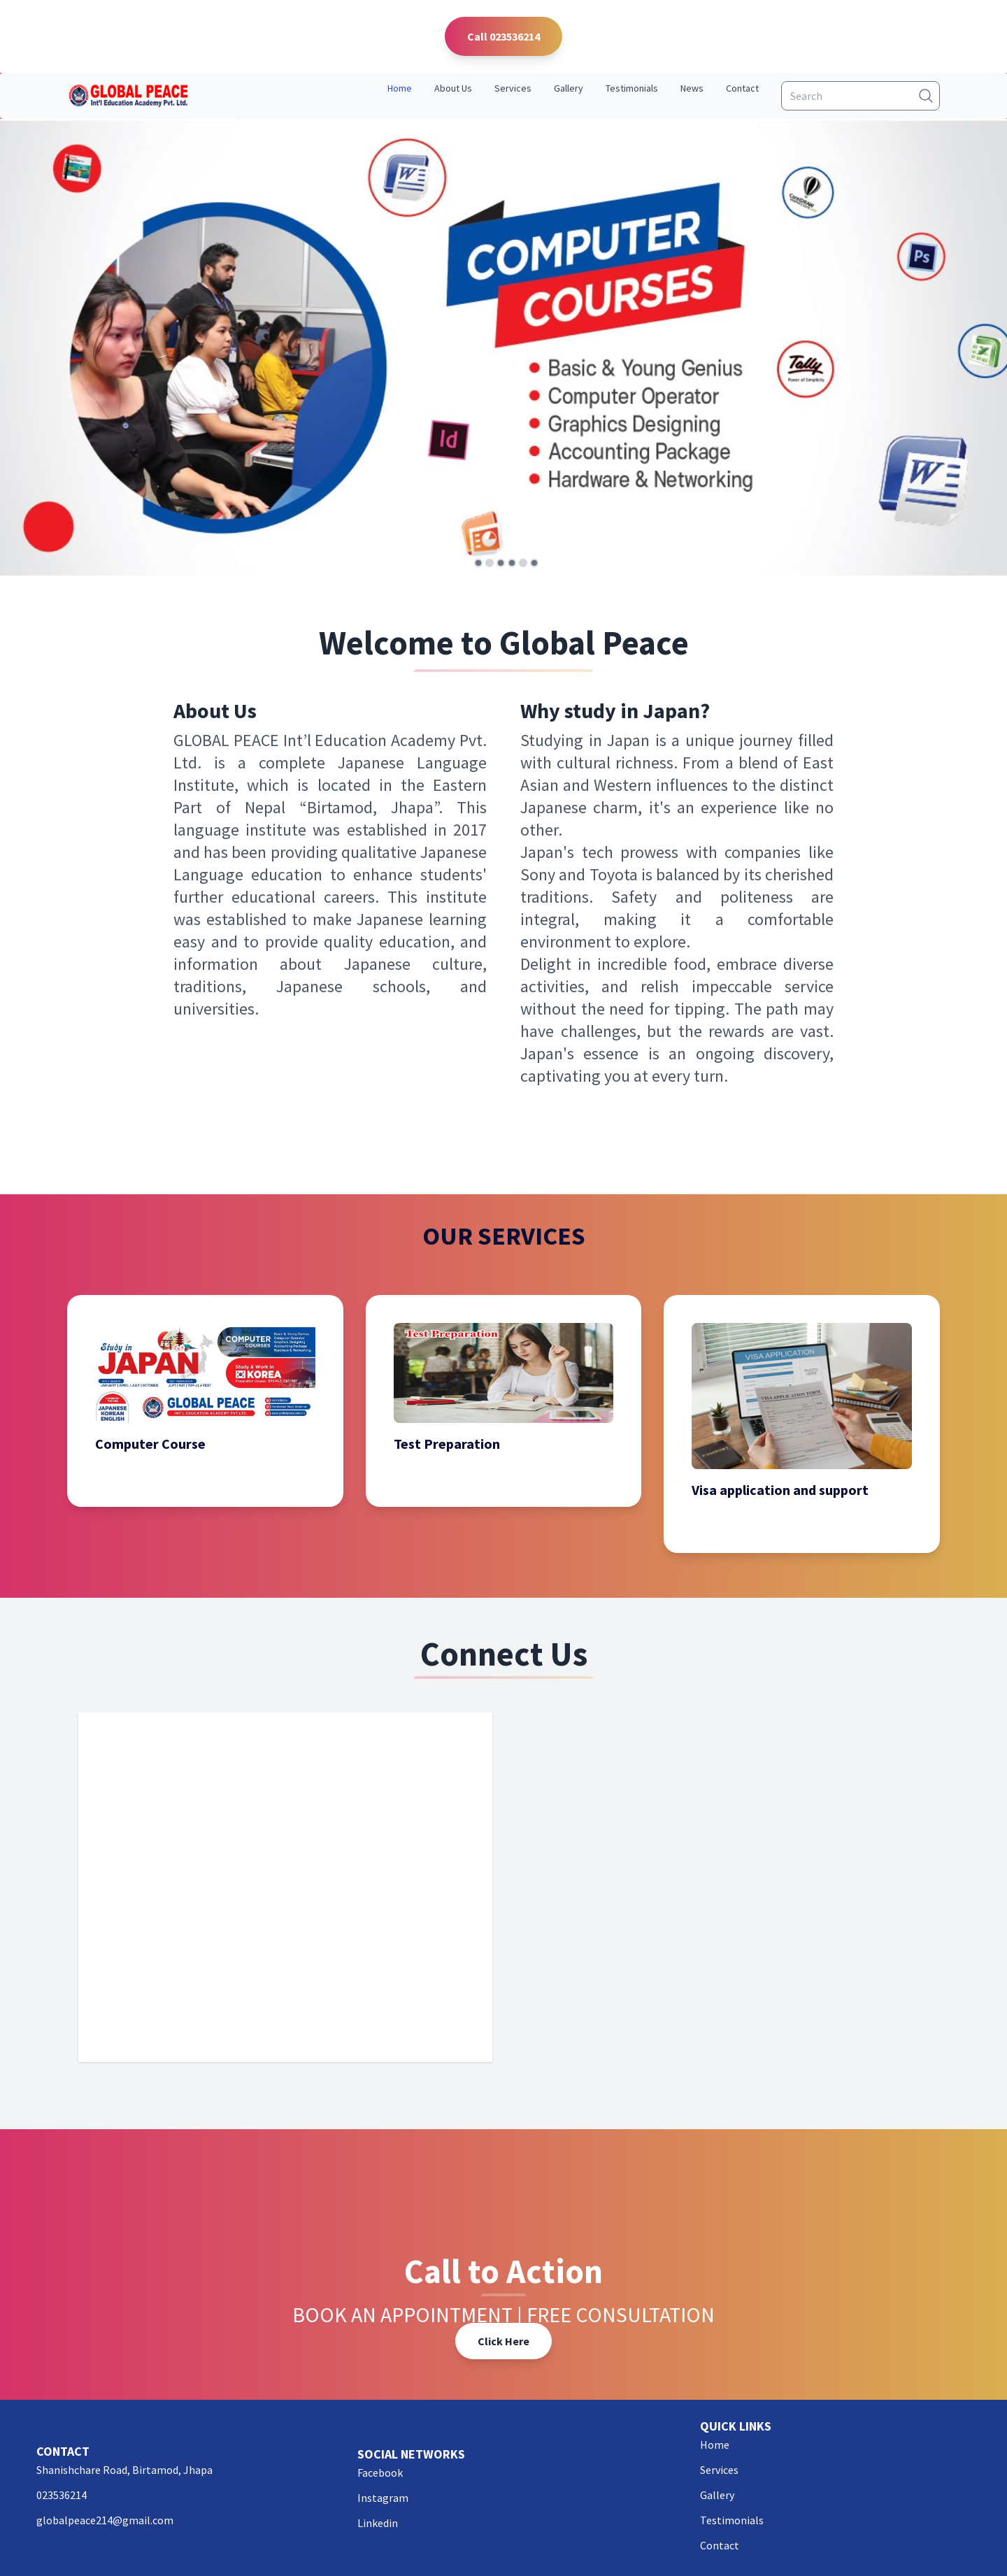 Call 023536214
GLOBAL PEACE
Int'l Education Academy Pvt. Ltd.
Home
About Us
Services
Gallery
Testimonials
News
Contact
Search
COMPUTER
COURSES
Basic & Young Genius
Computer Operator
Graphics Designing
Accounting Package
Hardware & Networking
W
Ps
Tally
Power of Simplicity
Id
W
Welcome to Global Peace
About Us
GLOBAL PEACE Int’l Education Academy Pvt.
Ltd. is a complete Japanese Language
Institute, which is located in the Eastern
Part of Nepal “Birtamod, Jhapa”. This
language institute was established in 2017
and has been providing qualitative Japanese
Language education to enhance students'
further educational careers. This institute
was established to make Japanese learning
easy and to provide quality education, and
information about Japanese culture,
traditions, Japanese schools, and
universities.
Why study in Japan?
Studying in Japan is a unique journey filled
with cultural richness. From a blend of East
Asian and Western influences to the distinct
Japanese charm, it's an experience like no
other.
Japan's tech prowess with companies like
Sony and Toyota is balanced by its cherished
traditions. Safety and politeness are
integral, making it a comfortable
environment to explore.
Delight in incredible food, embrace diverse
activities, and relish impeccable service
without the need for tipping. The path may
have challenges, but the rewards are vast.
Japan's essence is an ongoing discovery,
captivating you at every turn.
OUR SERVICES
Study in
JAPAN
COMPUTER
COURSES
Study & Work in
KOREA
JAPANESE
KOREAN
ENGLISH
GLOBAL PEACE
INT'L EDUCATION ACADEMY PVT. LTD.
Computer Course
Test Preparation
Test Preparation
VISA APPLICATION
VISA APPLICATION FORM
PASSPORT
Visa application and support
Connect Us
Call to Action
BOOK AN APPOINTMENT | FREE CONSULTATION
Click Here
CONTACT
Shanishchare Road, Birtamod, Jhapa
023536214
globalpeace214@gmail.com
SOCIAL NETWORKS
Facebook
Instagram
Linkedin
QUICK LINKS
Home
Services
Gallery
Testimonials
Contact